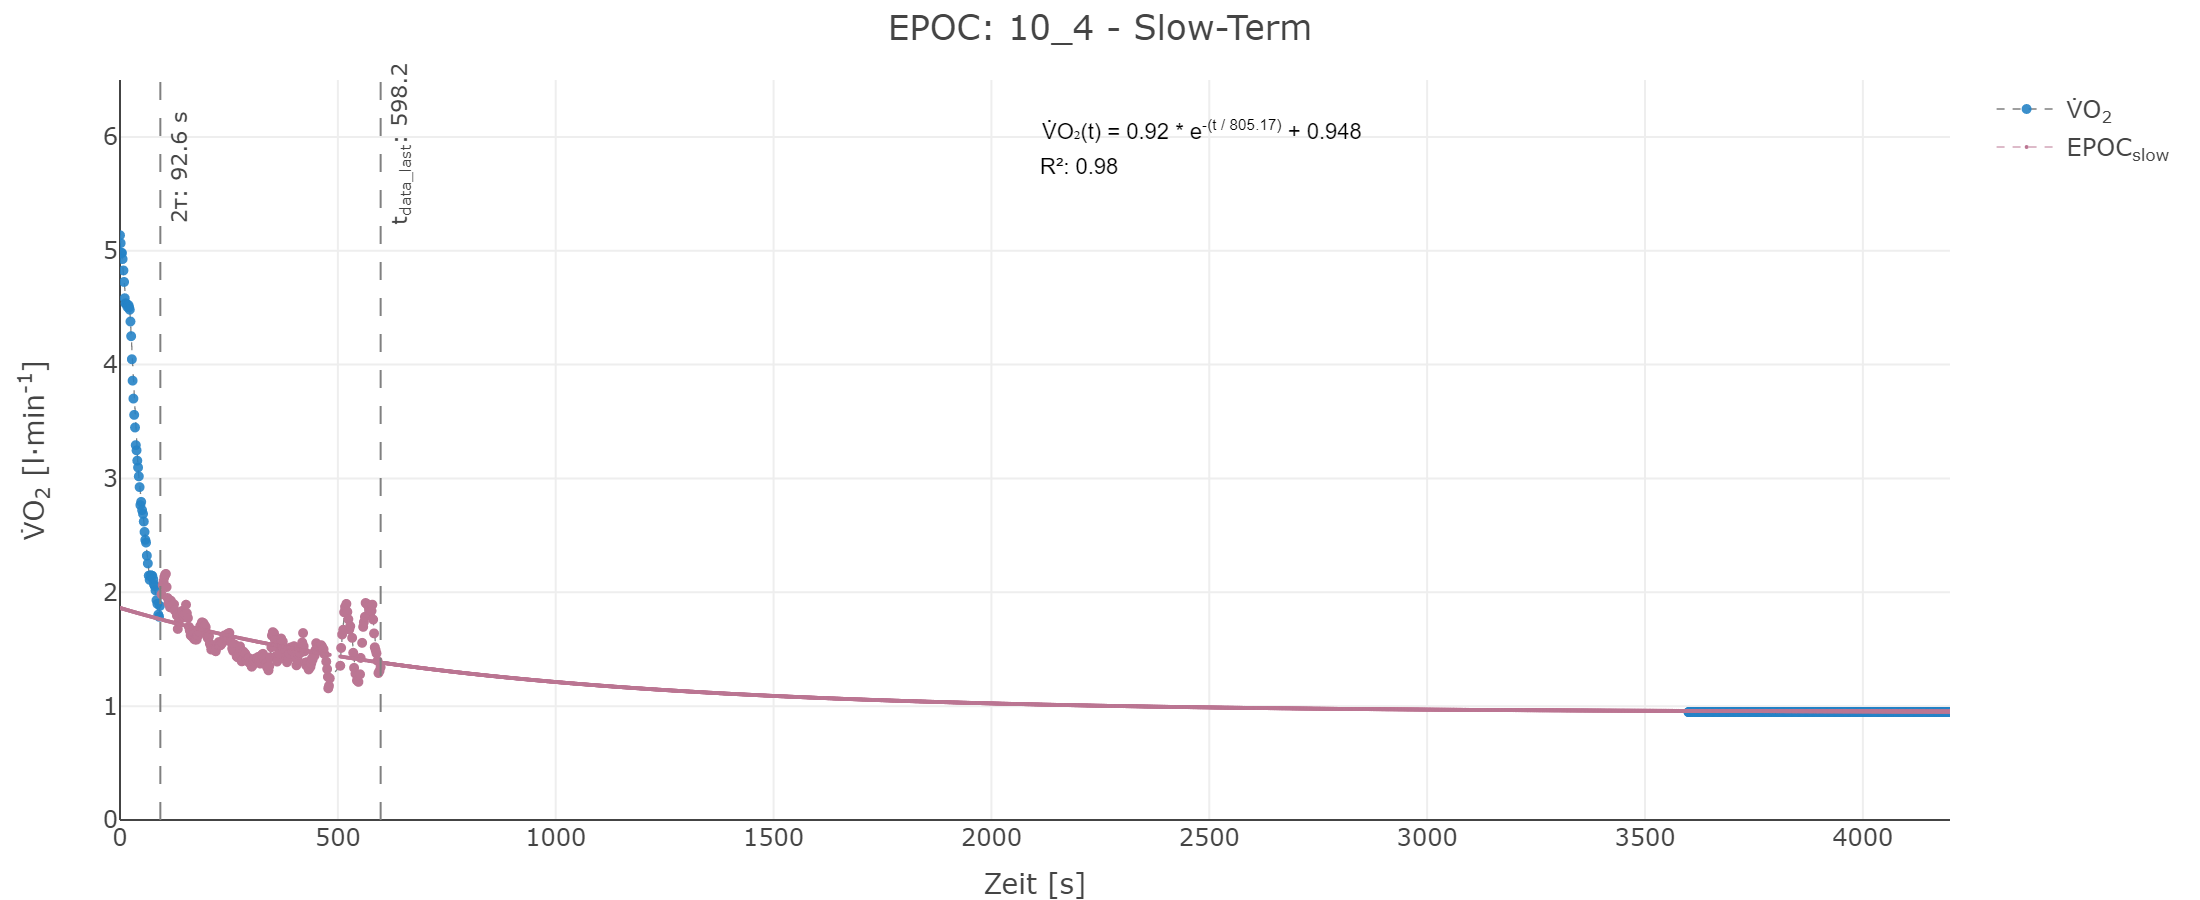 EPOC: 10_4 - Slow-Term
2τ: 92.6 s
t_data_last: 598.2
V̇O₂(t) = 0.92 * e^-(t / 805.17) + 0.948
R²: 0.98
V̇O₂
EPOC_slow
V̇O₂ [l·min⁻¹]
6
5
4
3
2
1
0
0 500 1000 1500 2000 2500 3000 3500 4000
Zeit [s]